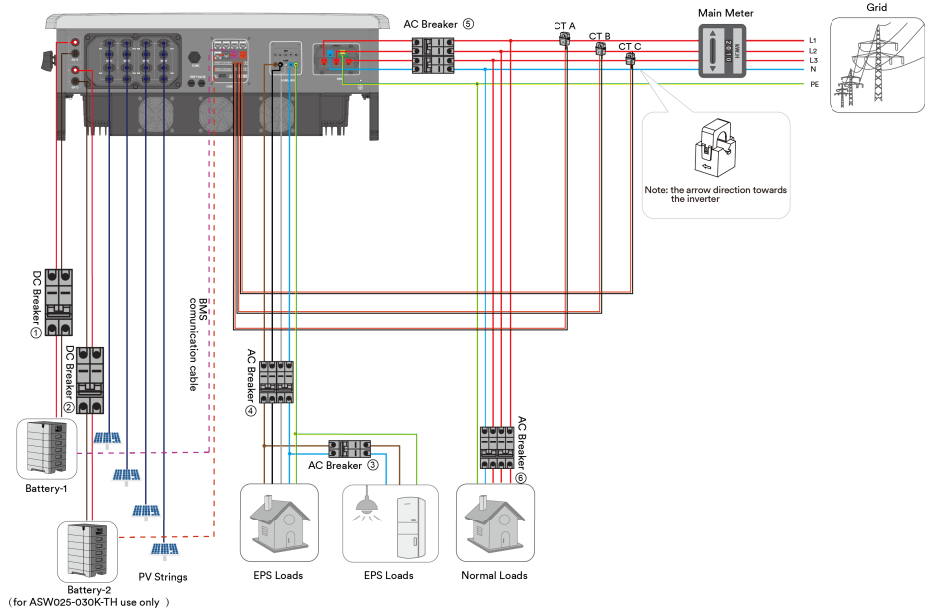 AC Breaker ⑤
CT A
CT B
CT C
Main Meter
Grid
KW.H
L1
L2
L3
N
PE
Note: the arrow direction towards
the inverter
DC Breaker ①
DC Breaker ②
BMS
comunication cable
AC Breaker ④
AC Breaker ③
AC Breaker ⑥
Battery-1
Battery-2
(for ASW025-030K-TH use only )
PV Strings
EPS Loads
EPS Loads
Normal Loads